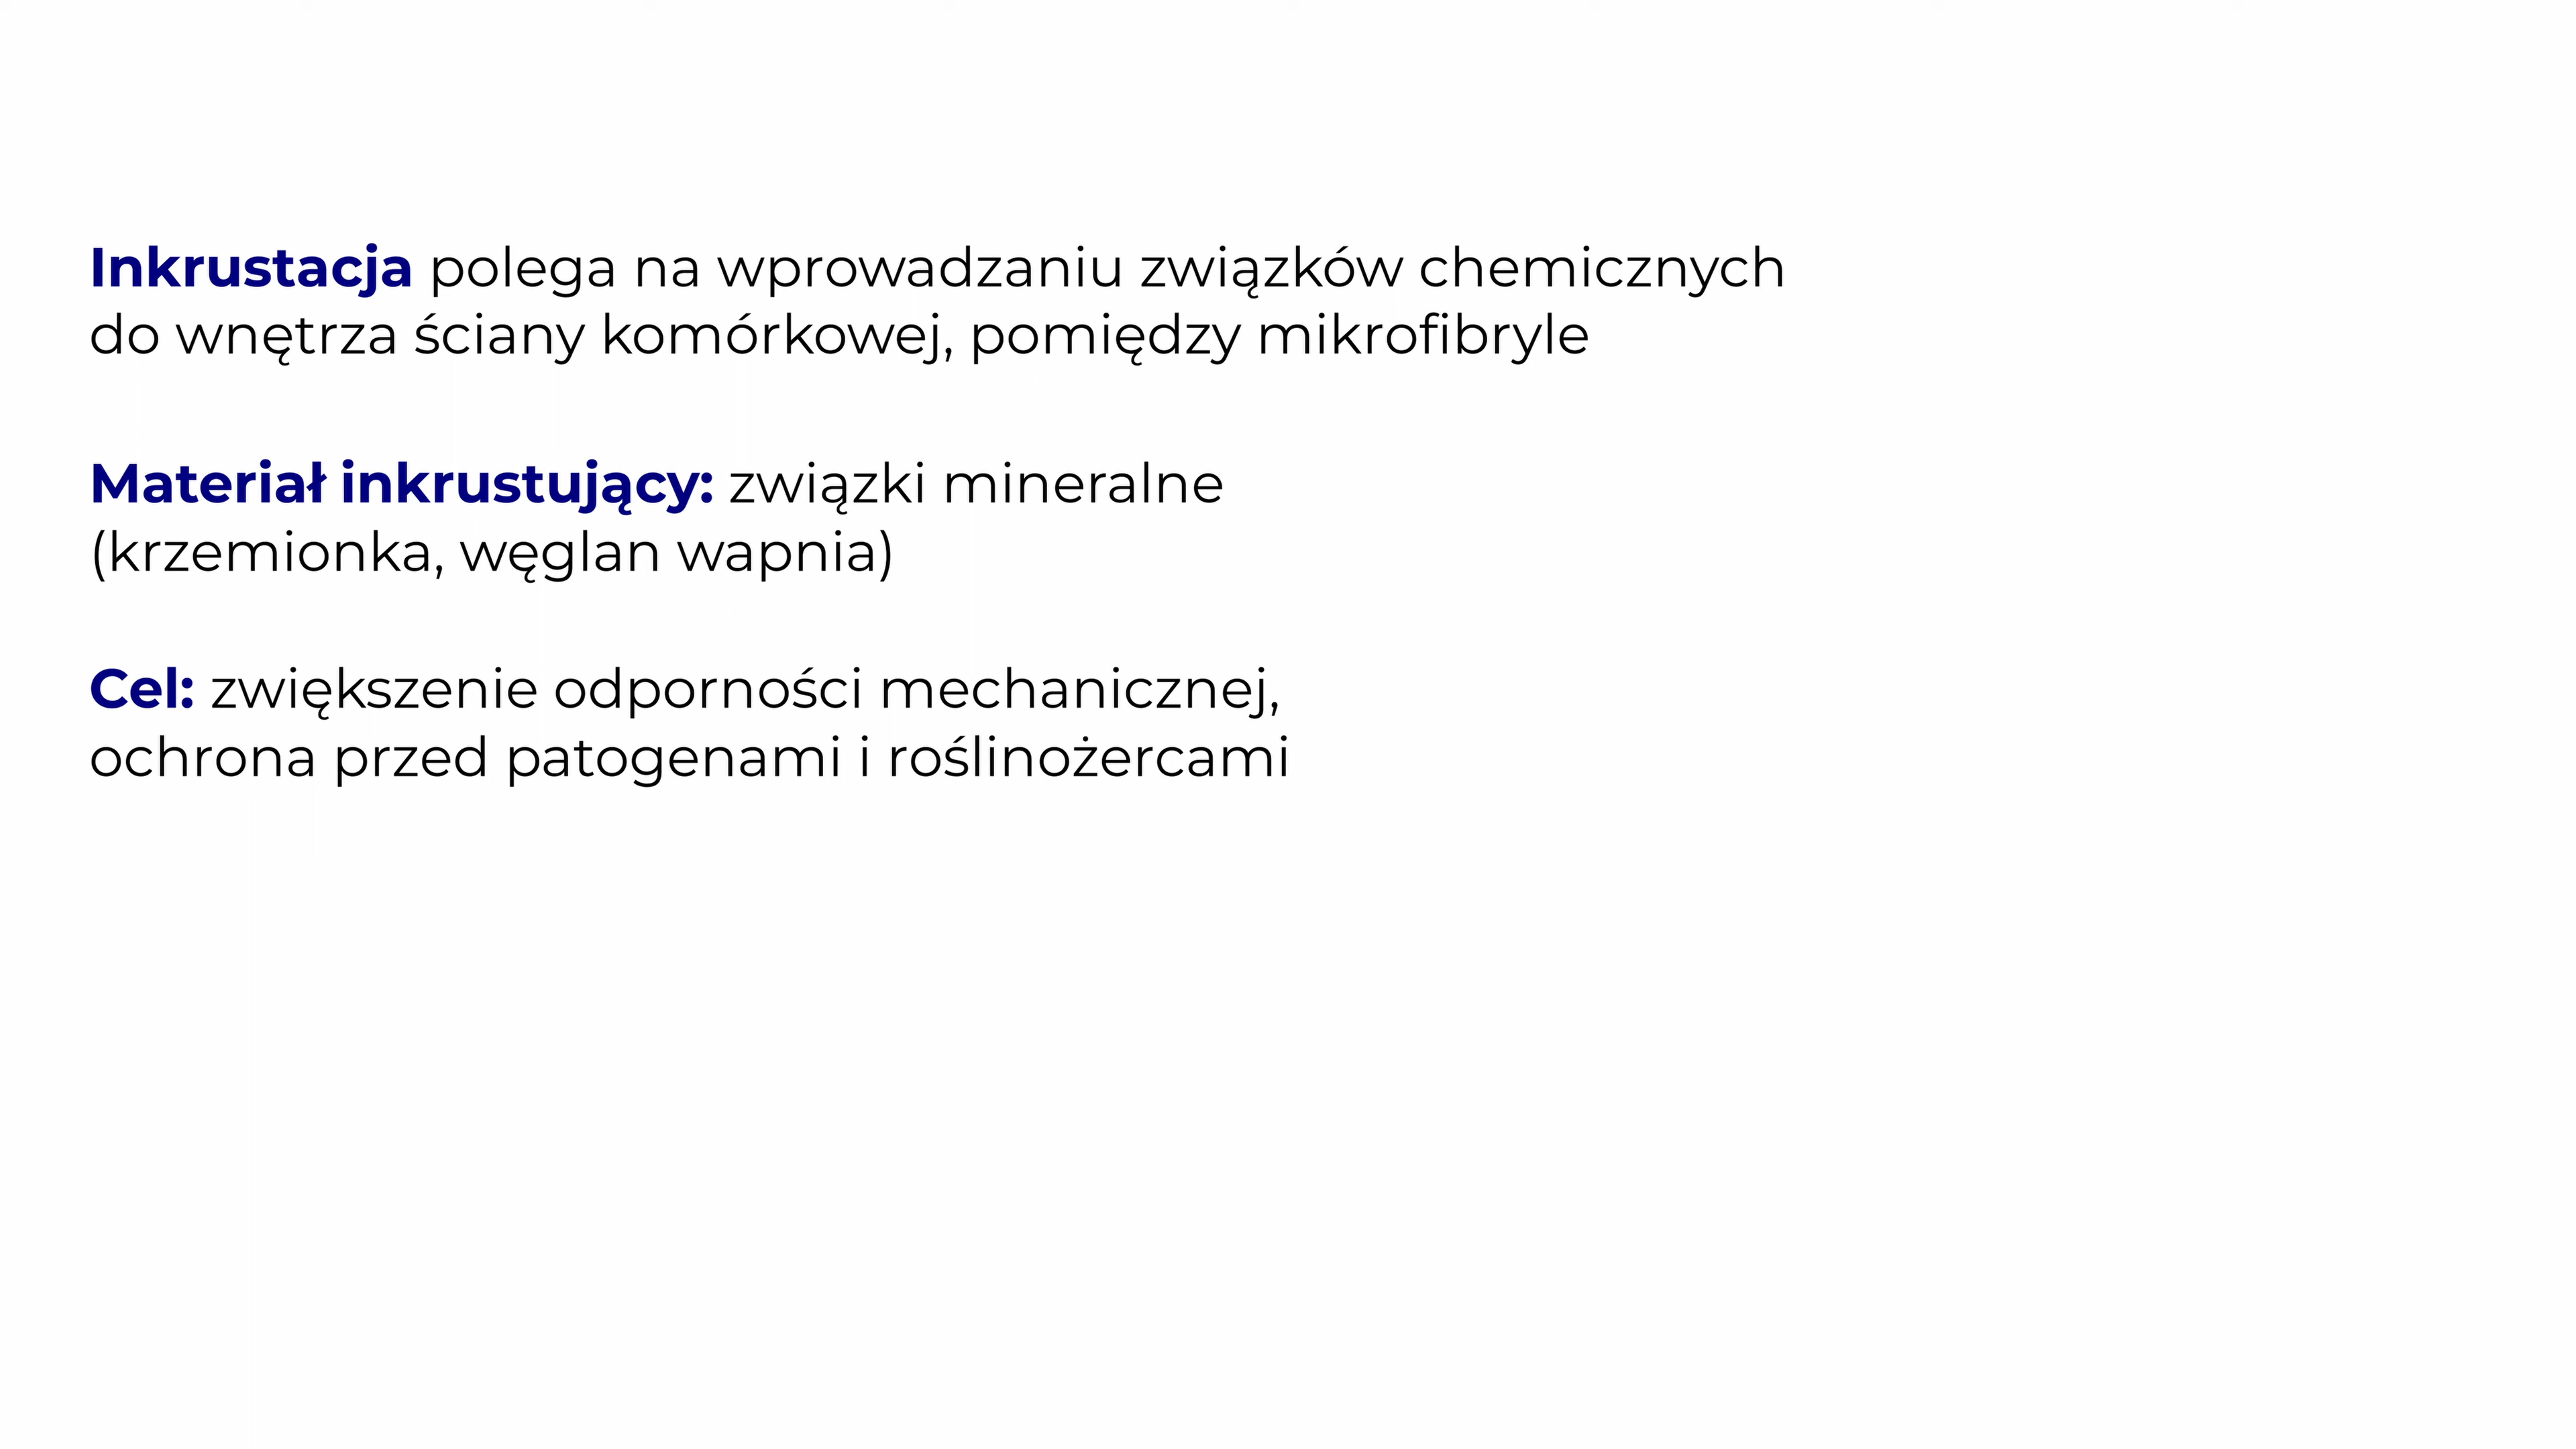 Inkrustacja polega na wprowadzaniu związków chemicznych
do wnętrza ściany komórkowej, pomiędzy mikrofibryle
Materiał inkrustujący: związki mineralne
(krzemionka, węglan wapnia)
Cel: zwiększenie odporności mechanicznej,
ochrona przed patogenami i roślinożercami